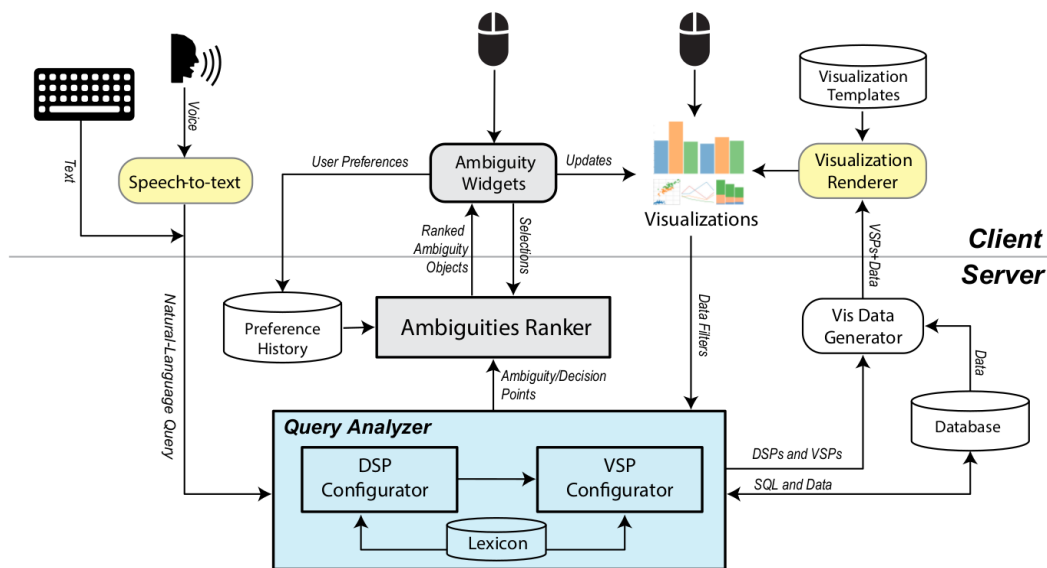 Voice
Text
Speech-to-text
User Preferences
Ambiguity
Widgets
Updates
Visualizations
Visualization
Templates
Visualization
Renderer
Ranked
Ambiguity
Objects
Selections
VSPs+Data
Client
Server
Natural-Language Query
Preference
History
Ambiguities Ranker
Data Filters
Vis Data
Generator
Data
Database
Ambiguity/Decision
Points
Query Analyzer
DSP
Configurator
VSP
Configurator
Lexicon
DSPs and VSPs
SQL and Data